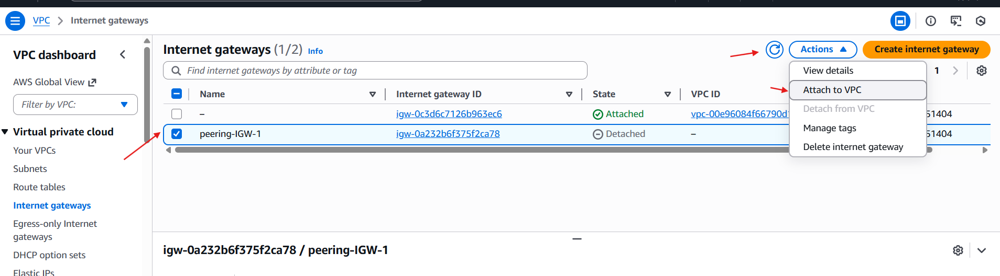 VPC > Internet gateways
VPC dashboard
AWS Global View
Filter by VPC:
Virtual private cloud
Your VPCs
Subnets
Route tables
Internet gateways
Egress-only Internet
gateways
DHCP option sets
Elastic IPs
Internet gateways (1/2) Info
Actions
Create internet gateway
Find internet gateways by attribute or tag
1
View details
Attach to VPC
Detach from VPC
Manage tags
Delete internet gateway
Name Internet gateway ID State VPC ID
– igw-0c3d6c7126b963ec6 Attached vpc-00e96084f66790d 51404
peering-IGW-1 igw-0a232b6f375f2ca78 Detached – 51404
igw-0a232b6f375f2ca78 / peering-IGW-1